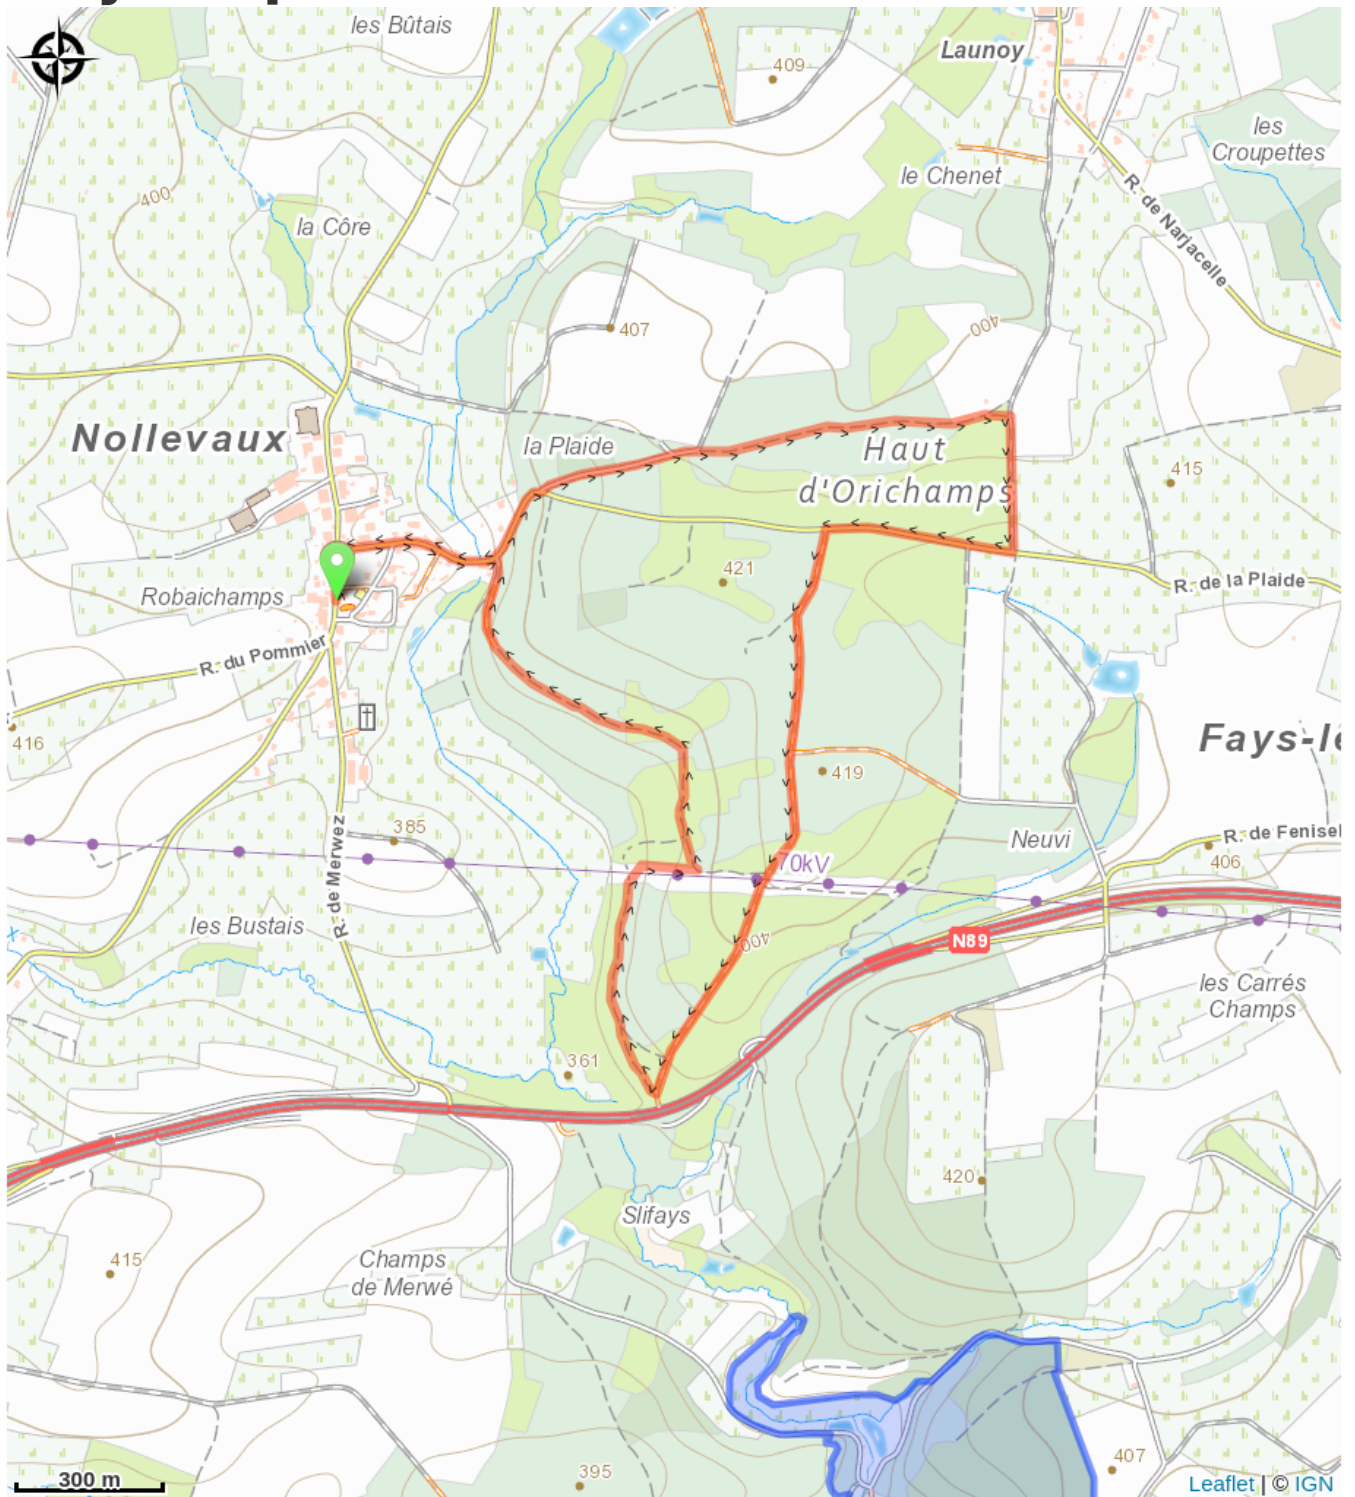 les Bûtais
Launoy
409
les
Croupettes
le Chenet
400
R. de Narjacelle
la Côre
407
400
Nollevaux
la Plaide
Haut
d'Orichamps
415
421
R. de la Plaide
Robaichamps
R. du Pommier
416
Fays-l
419
385
Neuvi
R. de Fenisel
406
70kV
R. de Merwez
les Bustais
400
N89
les Carrés
Champs
361
420
Slifays
415
Champs
de Merwé
395
407
300 m
Leaflet | © IGN